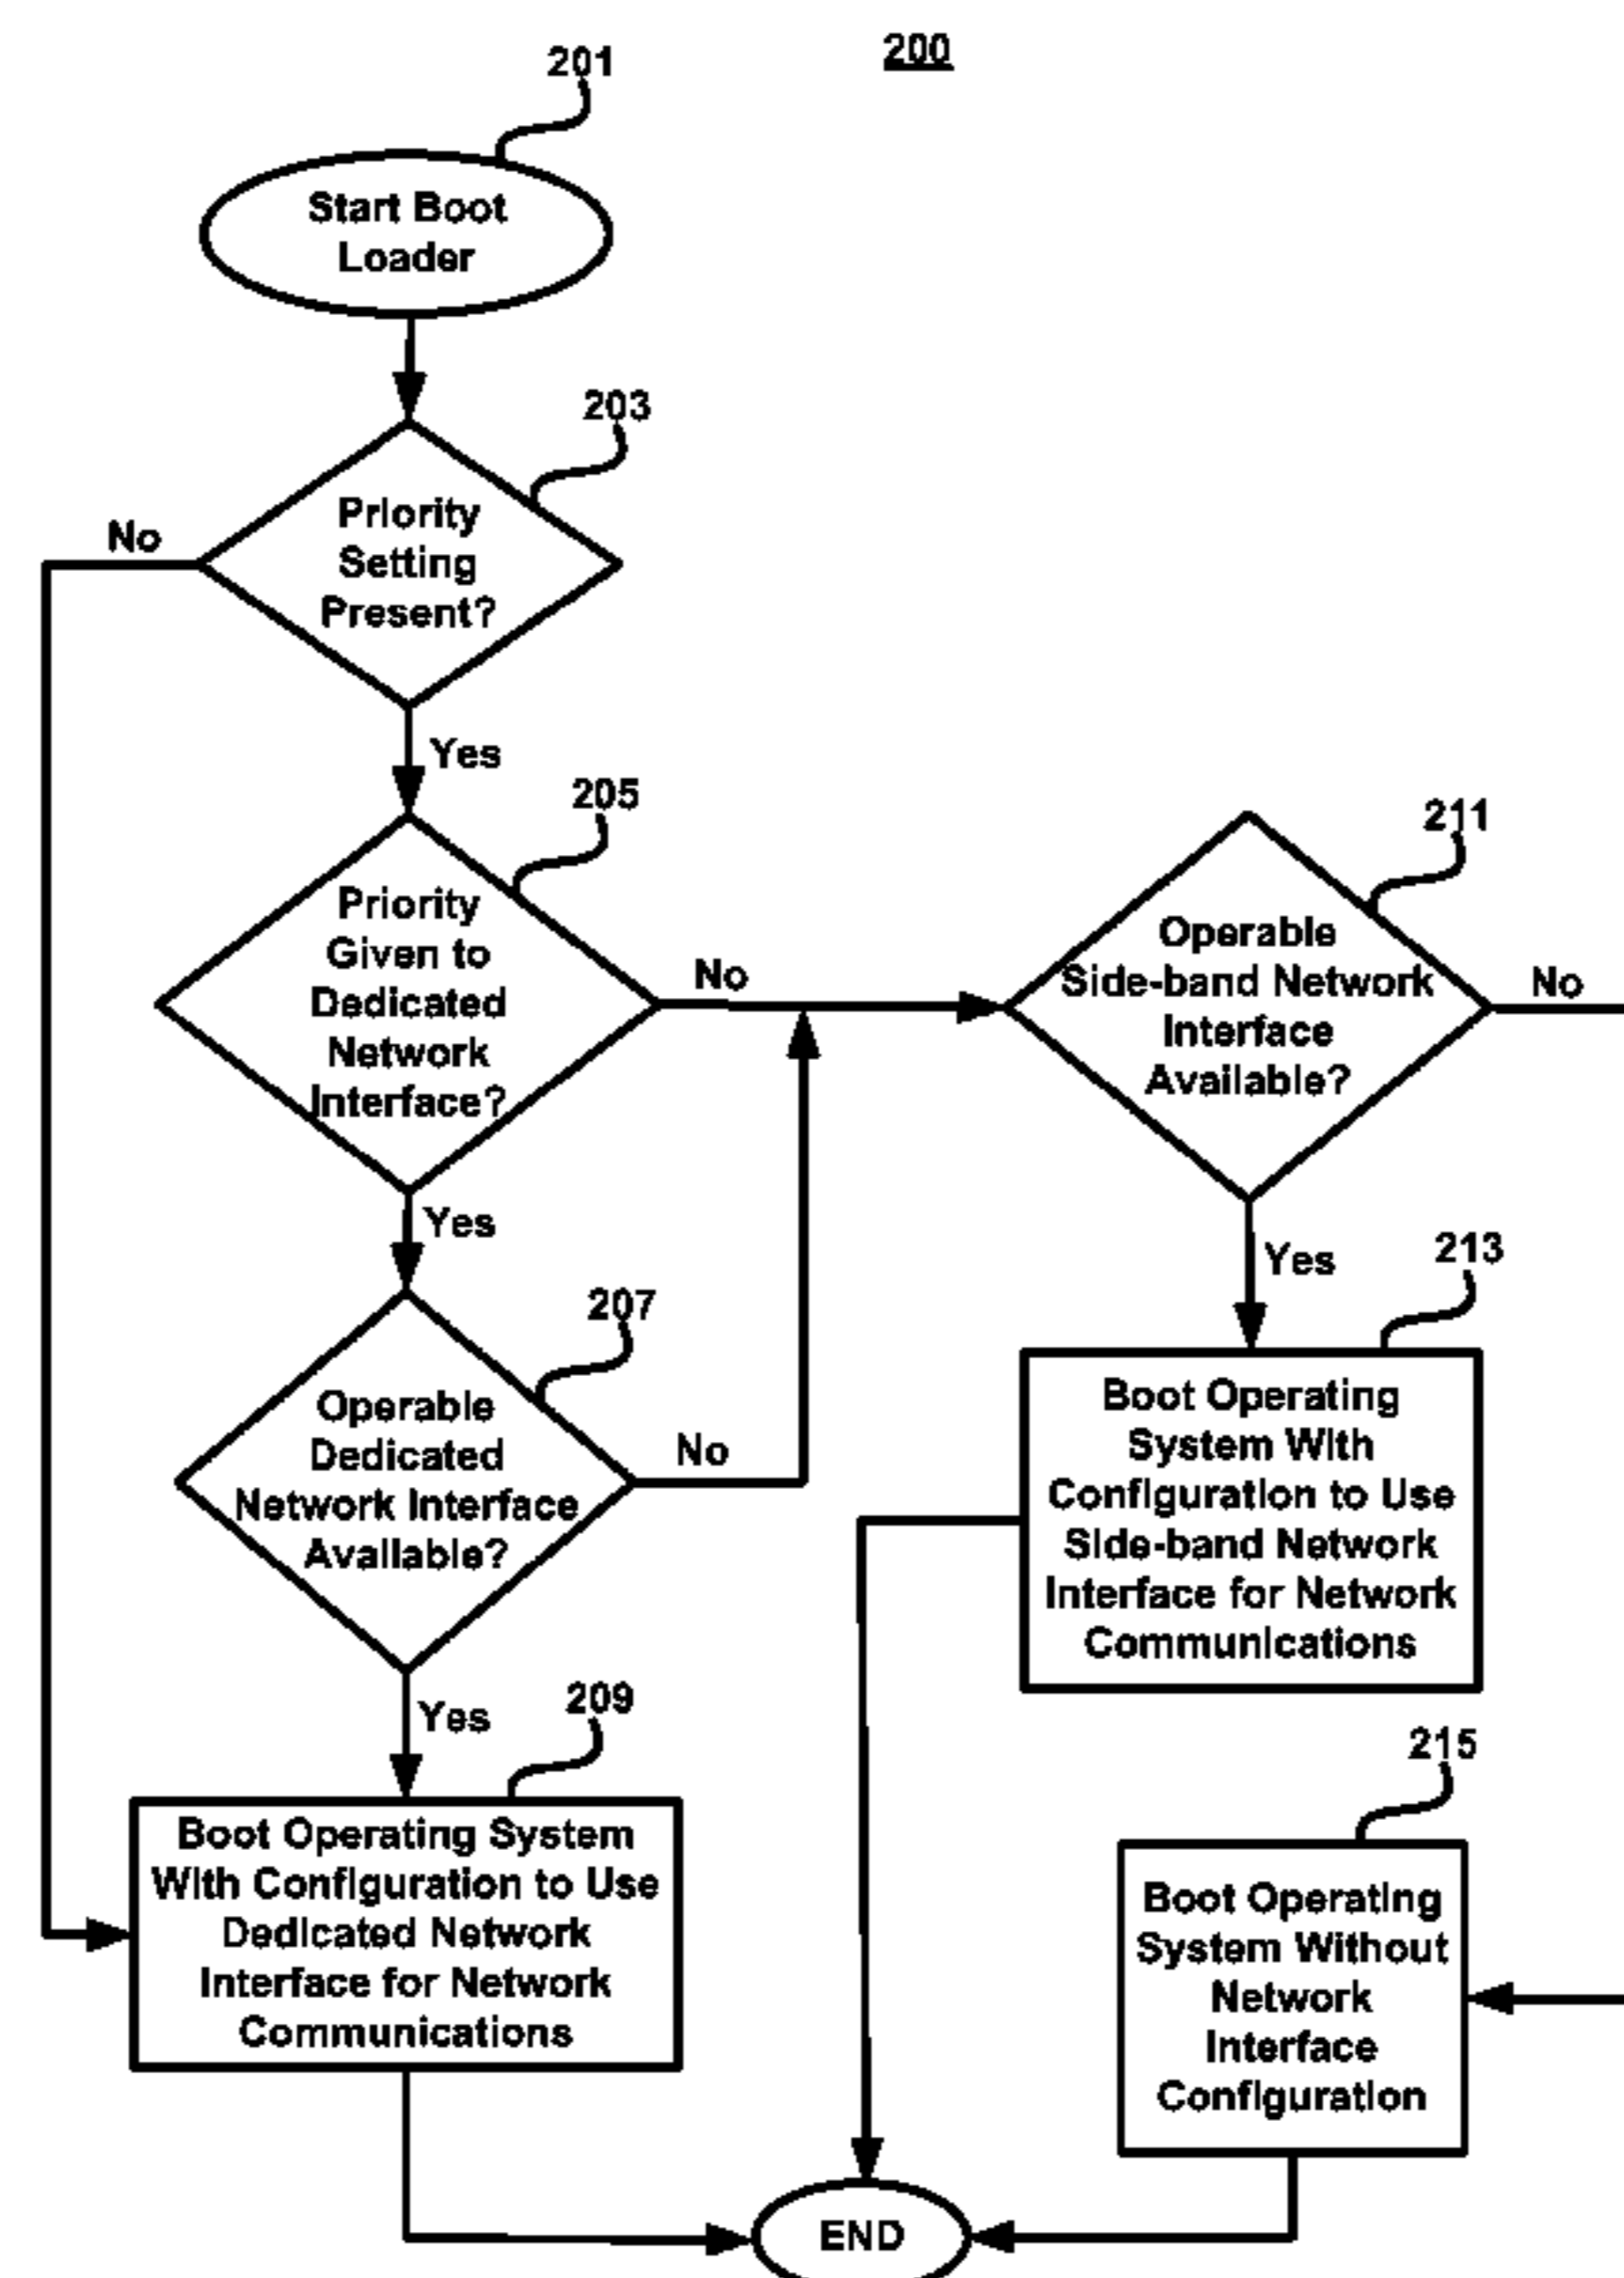 200
201
Start Boot
Loader
203
Priority
Setting
Present?
No
Yes
205
Priority
Given to
Dedicated
Network
Interface?
No
Yes
207
Operable
Dedicated
Network Interface
Available?
No
Yes
209
Boot Operating System
With Configuration to Use
Dedicated Network
Interface for Network
Communications
211
Operable
Side-band Network
Interface
Available?
No
Yes
213
Boot Operating
System With
Configuration to Use
Side-band Network
Interface for Network
Communications
215
Boot Operating
System Without
Network
Interface
Configuration
END